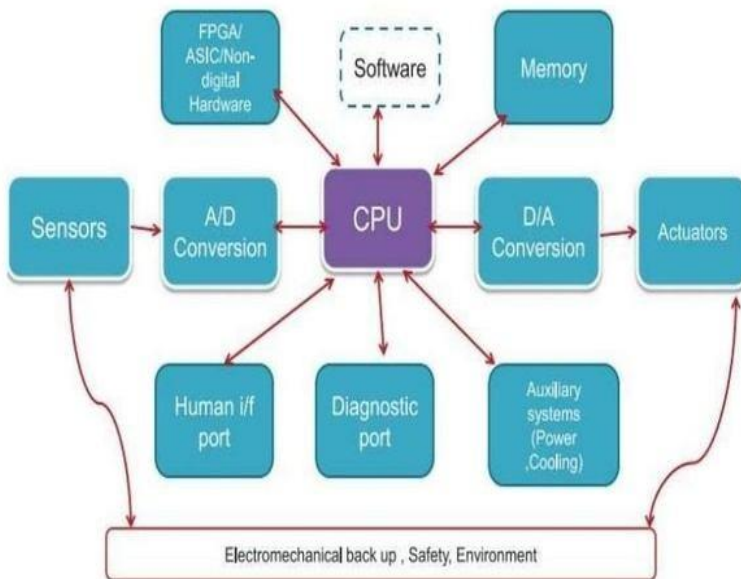 FPGA/
ASIC/Non-
digital
Hardware
Software
Memory
Sensors
A/D
Conversion
CPU
D/A
Conversion
Actuators
Human i/f
port
Diagnostic
port
Auxiliary
systems
(Power
,Cooling)
Electromechanical back up , Safety, Environment